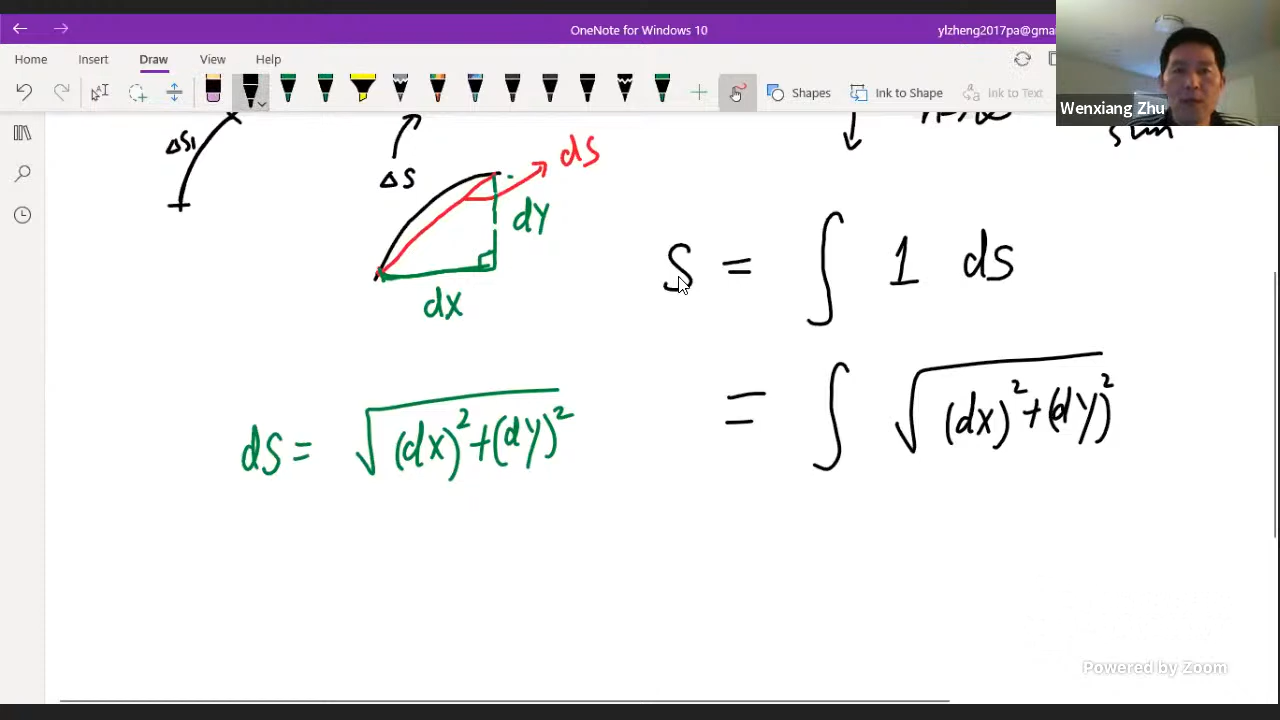 OneNote for Windows 10
ylzheng2017pa@gma
Home Insert Draw View Help
Shapes Ink to Shape Ink to Text
Wenxiang Zhu
ΔS1
ΔS
dS
dY
dX
S = ∫ 1 dS
dS = √(dX)²+(dY)²
= ∫ √(dx)²+(dy)²
Powered by Zoom